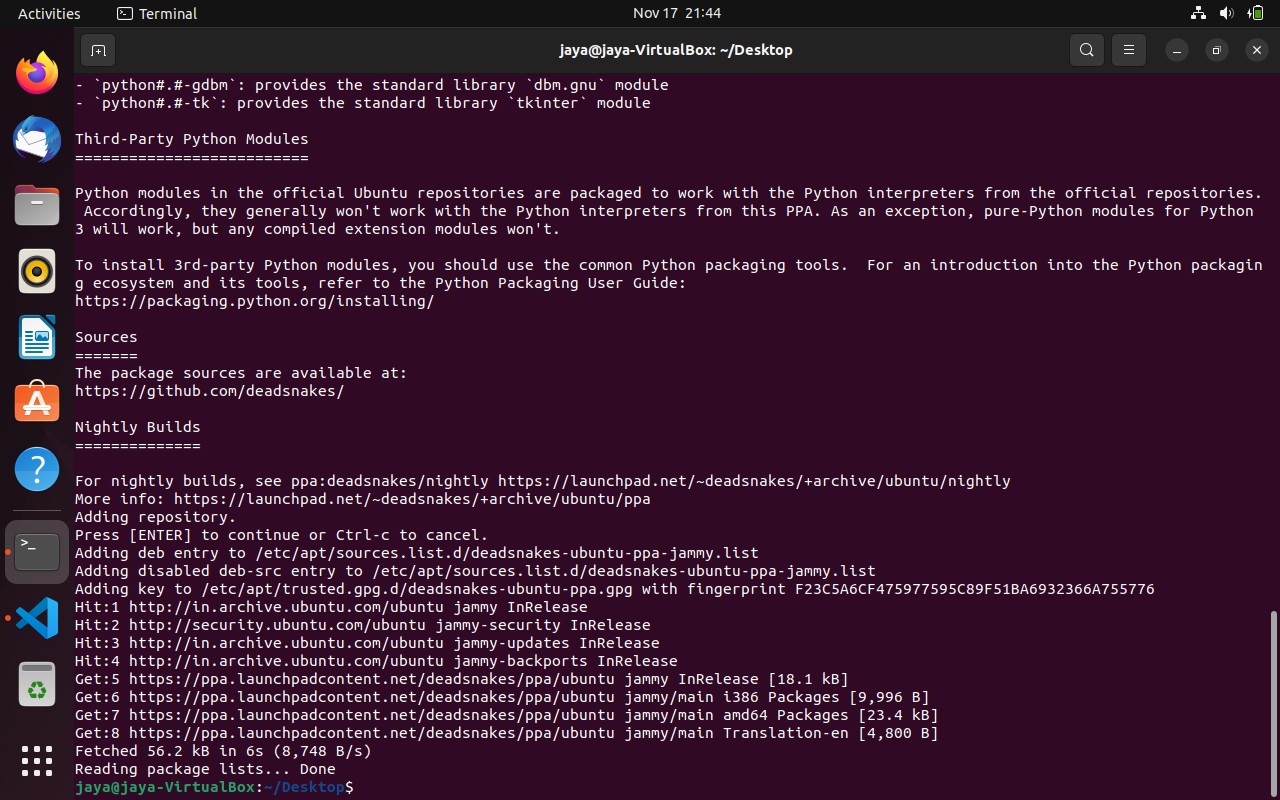 Activities
Terminal
Nov 17 21:44
jaya@jaya-VirtualBox: ~/Desktop
- `python#.#-gdbm`: provides the standard library `dbm.gnu` module
- `python#.#-tk`: provides the standard library `tkinter` module
Third-Party Python Modules
==========================
Python modules in the official Ubuntu repositories are packaged to work with the Python interpreters from the official repositories.
 Accordingly, they generally won't work with the Python interpreters from this PPA. As an exception, pure-Python modules for Python
3 will work, but any compiled extension modules won't.
To install 3rd-party Python modules, you should use the common Python packaging tools.  For an introduction into the Python packagin
g ecosystem and its tools, refer to the Python Packaging User Guide:
https://packaging.python.org/installing/
Sources
=======
The package sources are available at:
https://github.com/deadsnakes/
Nightly Builds
==============
For nightly builds, see ppa:deadsnakes/nightly https://launchpad.net/~deadsnakes/+archive/ubuntu/nightly
More info: https://launchpad.net/~deadsnakes/+archive/ubuntu/ppa
Adding repository.
Press [ENTER] to continue or Ctrl-c to cancel.
Adding deb entry to /etc/apt/sources.list.d/deadsnakes-ubuntu-ppa-jammy.list
Adding disabled deb-src entry to /etc/apt/sources.list.d/deadsnakes-ubuntu-ppa-jammy.list
Adding key to /etc/apt/trusted.gpg.d/deadsnakes-ubuntu-ppa.gpg with fingerprint F23C5A6CF475977595C89F51BA6932366A755776
Hit:1 http://in.archive.ubuntu.com/ubuntu jammy InRelease
Hit:2 http://security.ubuntu.com/ubuntu jammy-security InRelease
Hit:3 http://in.archive.ubuntu.com/ubuntu jammy-updates InRelease
Hit:4 http://in.archive.ubuntu.com/ubuntu jammy-backports InRelease
Get:5 https://ppa.launchpadcontent.net/deadsnakes/ppa/ubuntu jammy InRelease [18.1 kB]
Get:6 https://ppa.launchpadcontent.net/deadsnakes/ppa/ubuntu jammy/main i386 Packages [9,996 B]
Get:7 https://ppa.launchpadcontent.net/deadsnakes/ppa/ubuntu jammy/main amd64 Packages [23.4 kB]
Get:8 https://ppa.launchpadcontent.net/deadsnakes/ppa/ubuntu jammy/main Translation-en [4,800 B]
Fetched 56.2 kB in 6s (8,748 B/s)
Reading package lists... Done
jaya@jaya-VirtualBox:~/Desktop$